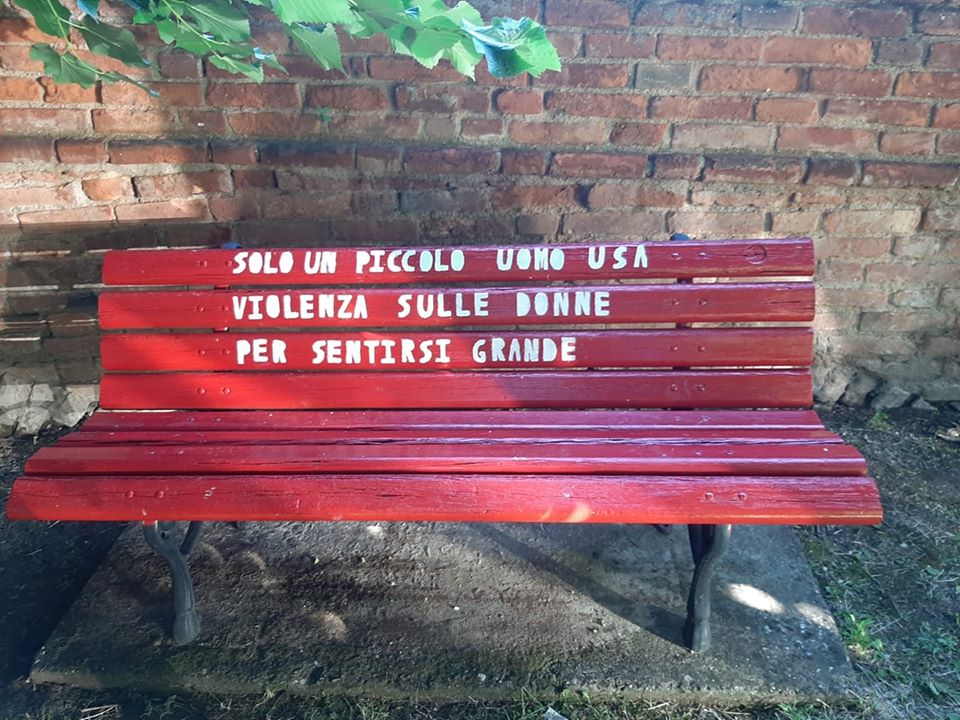 SOLO UN PICCOLO UOMO USA
VIOLENZA SULLE DONNE
PER SENTIRSI GRANDE